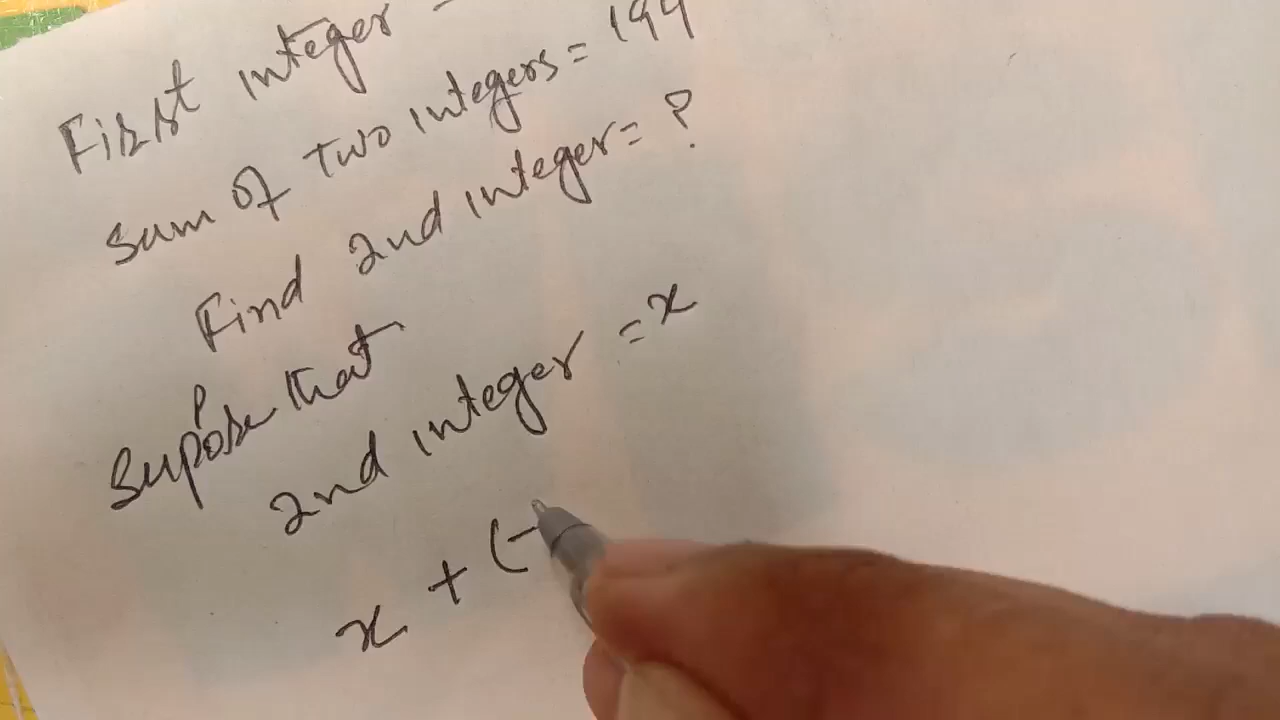 First integer -
Sum of Two integers = 199
Find 2nd integer = ?
Supose that
2nd integer = x
x + (-